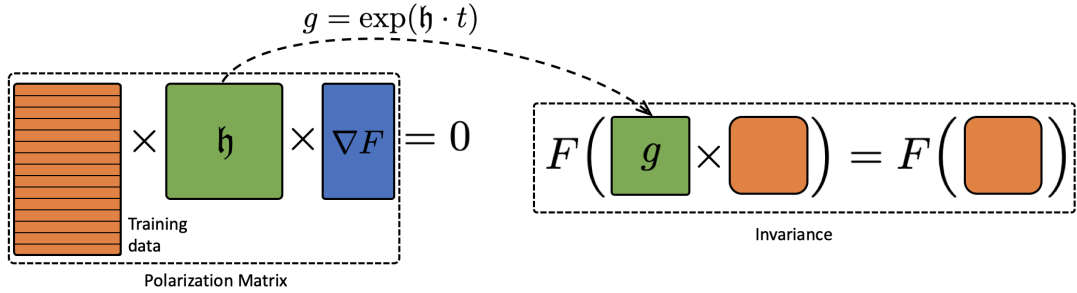 g = exp(𝔥 · t)
× 𝔥 × ∇F = 0
Training
data
Polarization Matrix
F( g × ) = F( )
Invariance